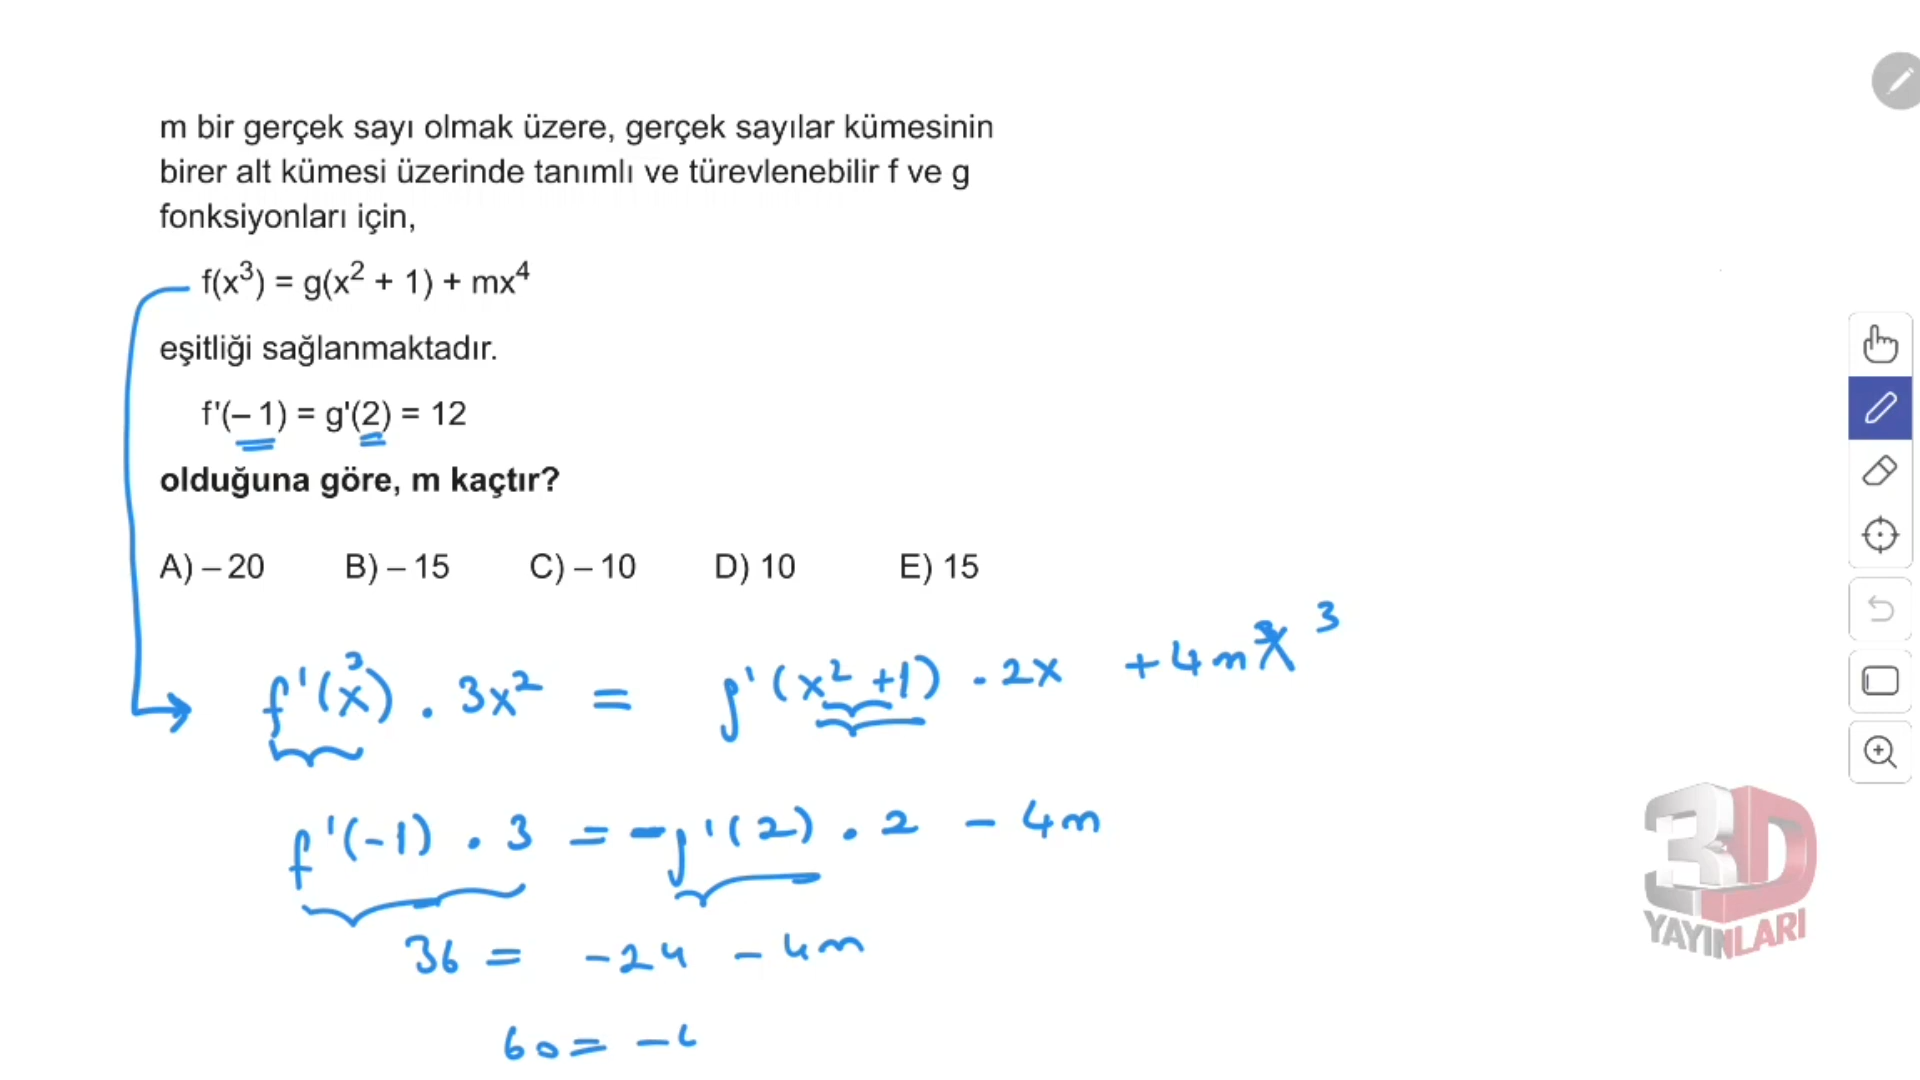 m bir gerçek sayı olmak üzere, gerçek sayılar kümesinin
birer alt kümesi üzerinde tanımlı ve türevlenebilir f ve g
fonksiyonları için,
f(x³) = g(x² + 1) + mx⁴
eşitliği sağlanmaktadır.
f'(– 1) = g'(2) = 12
olduğuna göre, m kaçtır?
A) – 20 B) – 15 C) – 10 D) 10 E) 15
f'(x³) . 3x² = g'(x² + 1) . 2x + 4mx³
f'(-1) . 3 = -g'(2) . 2 - 4m
36 = -24 - 4m
60 = -
3D
YAYINLARI